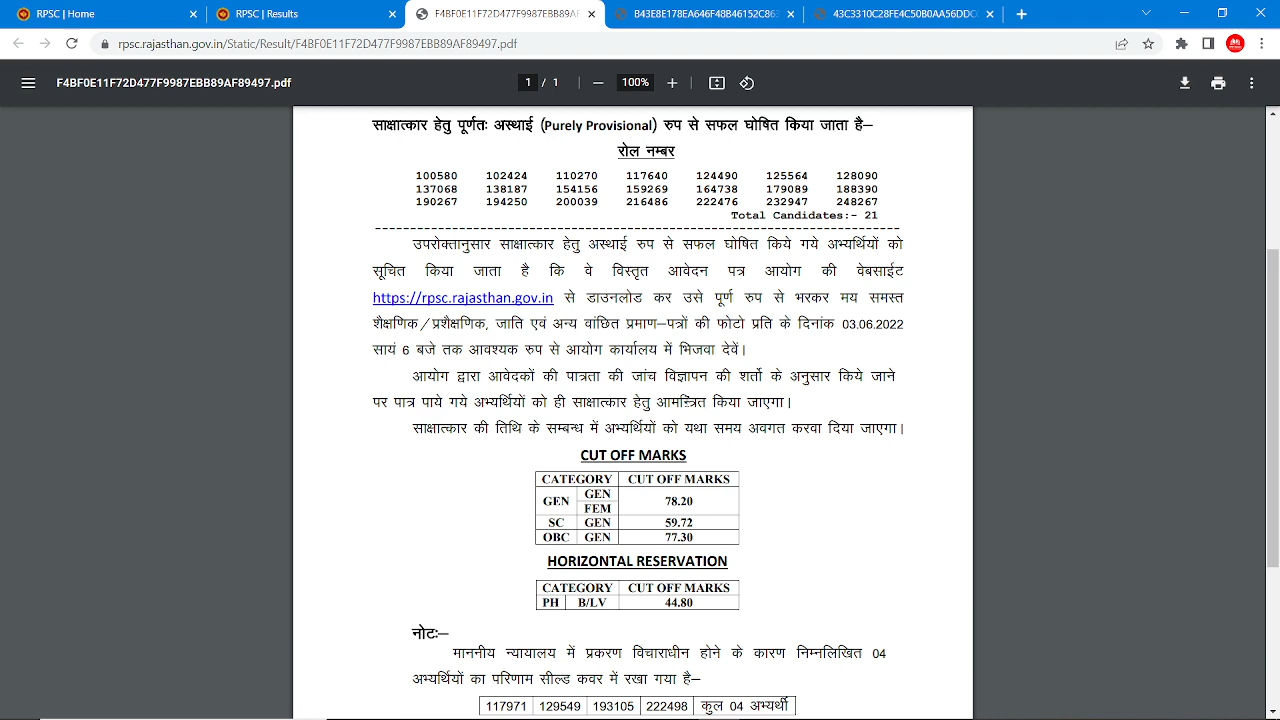 RPSC | Home
RPSC | Results
F4BF0E11F72D477F9987EBB89AF
B43E8E178EA646F48B46152C86
43C3310C28FE4C50B0AA56DDC
rpsc.rajasthan.gov.in/Static/Result/F4BF0E11F72D477F9987EBB89AF89497.pdf
F4BF0E11F72D477F9987EBB89AF89497.pdf
1 / 1
100%
साक्षात्कार हेतु पूर्णतः अस्थाई (Purely Provisional) रुप से सफल घोषित किया जाता है–
रोल नम्बर
100580 102424 110270 117640 124490 125564 128090
137068 138187 154156 159269 164738 179089 188390
190267 194250 200039 216486 222476 232947 248267
Total Candidates:- 21
उपरोक्तानुसार साक्षात्कार हेतु अस्थाई रुप से सफल घोषित किये गये अभ्यर्थियों को
सूचित किया जाता है कि वे विस्तृत आवेदन पत्र आयोग की वेबसाईट
https://rpsc.rajasthan.gov.in से डाउनलोड कर उसे पूर्ण रुप से भरकर मय समस्त
शैक्षणिक/प्रशैक्षणिक, जाति एवं अन्य वांछित प्रमाण–पत्रों की फोटो प्रति के दिनांक 03.06.2022
सायं 6 बजे तक आवश्यक रुप से आयोग कार्यालय में भिजवा देवें।
आयोग द्वारा आवेदकों की पात्रता की जांच विज्ञापन की शर्तो के अनुसार किये जाने
पर पात्र पाये गये अभ्यर्थियों को ही साक्षात्कार हेतु आमन्त्रित किया जाएगा।
साक्षात्कार की तिथि के सम्बन्ध में अभ्यर्थियों को यथा समय अवगत करवा दिया जाएगा।
CUT OFF MARKS
CATEGORY CUT OFF MARKS
GEN GEN 78.20
FEM
SC GEN 59.72
OBC GEN 77.30
HORIZONTAL RESERVATION
CATEGORY CUT OFF MARKS
PH B/LV 44.80
नोटः–
माननीय न्यायालय में प्रकरण विचाराधीन होने के कारण निम्नलिखित 04
अभ्यर्थियों का परिणाम सील्ड कवर में रखा गया है–
117971 129549 193105 222498 कुल 04 अभ्यर्थी